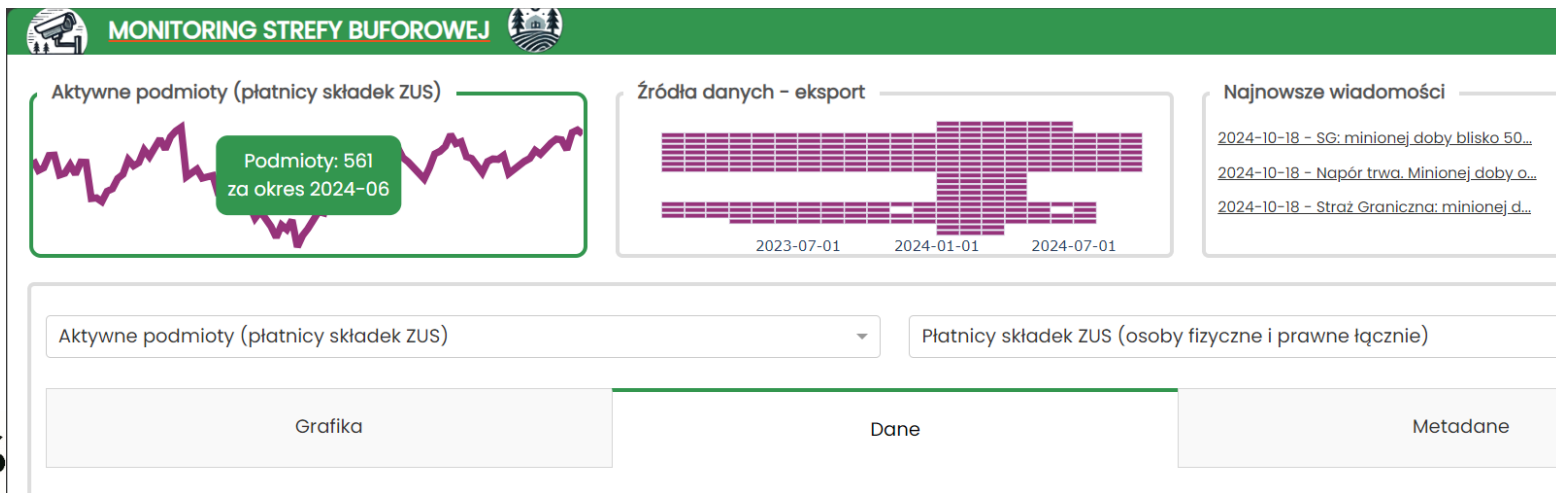 MONITORING STREFY BUFOROWEJ
Aktywne podmioty (płatnicy składek ZUS)
Podmioty: 561
za okres 2024-06
Źródła danych - eksport
2023-07-01 2024-01-01 2024-07-01
Najnowsze wiadomości
2024-10-18 - SG: minionej doby blisko 50...
2024-10-18 - Napór trwa. Minionej doby o...
2024-10-18 - Straż Graniczna: minionej d...
Aktywne podmioty (płatnicy składek ZUS)
Płatnicy składek ZUS (osoby fizyczne i prawne łącznie)
Grafika
Dane
Metadane